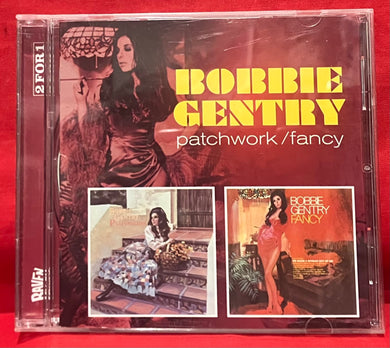 2 FOR 1
BOBBIE
GENTRY
patchwork/fancy
BOBBIE
GENTRY
FANCY
RAVEN